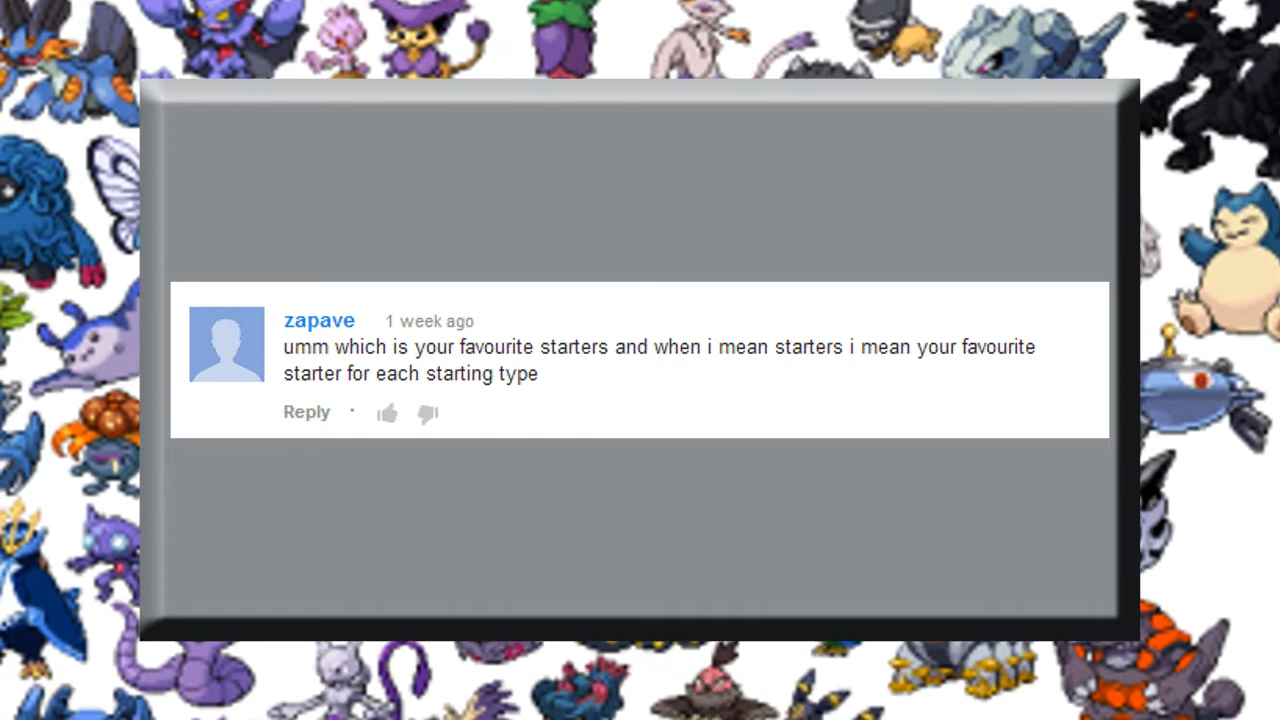 zapave 1 week ago
umm which is your favourite starters and when i mean starters i mean your favourite
starter for each starting type
Reply ·